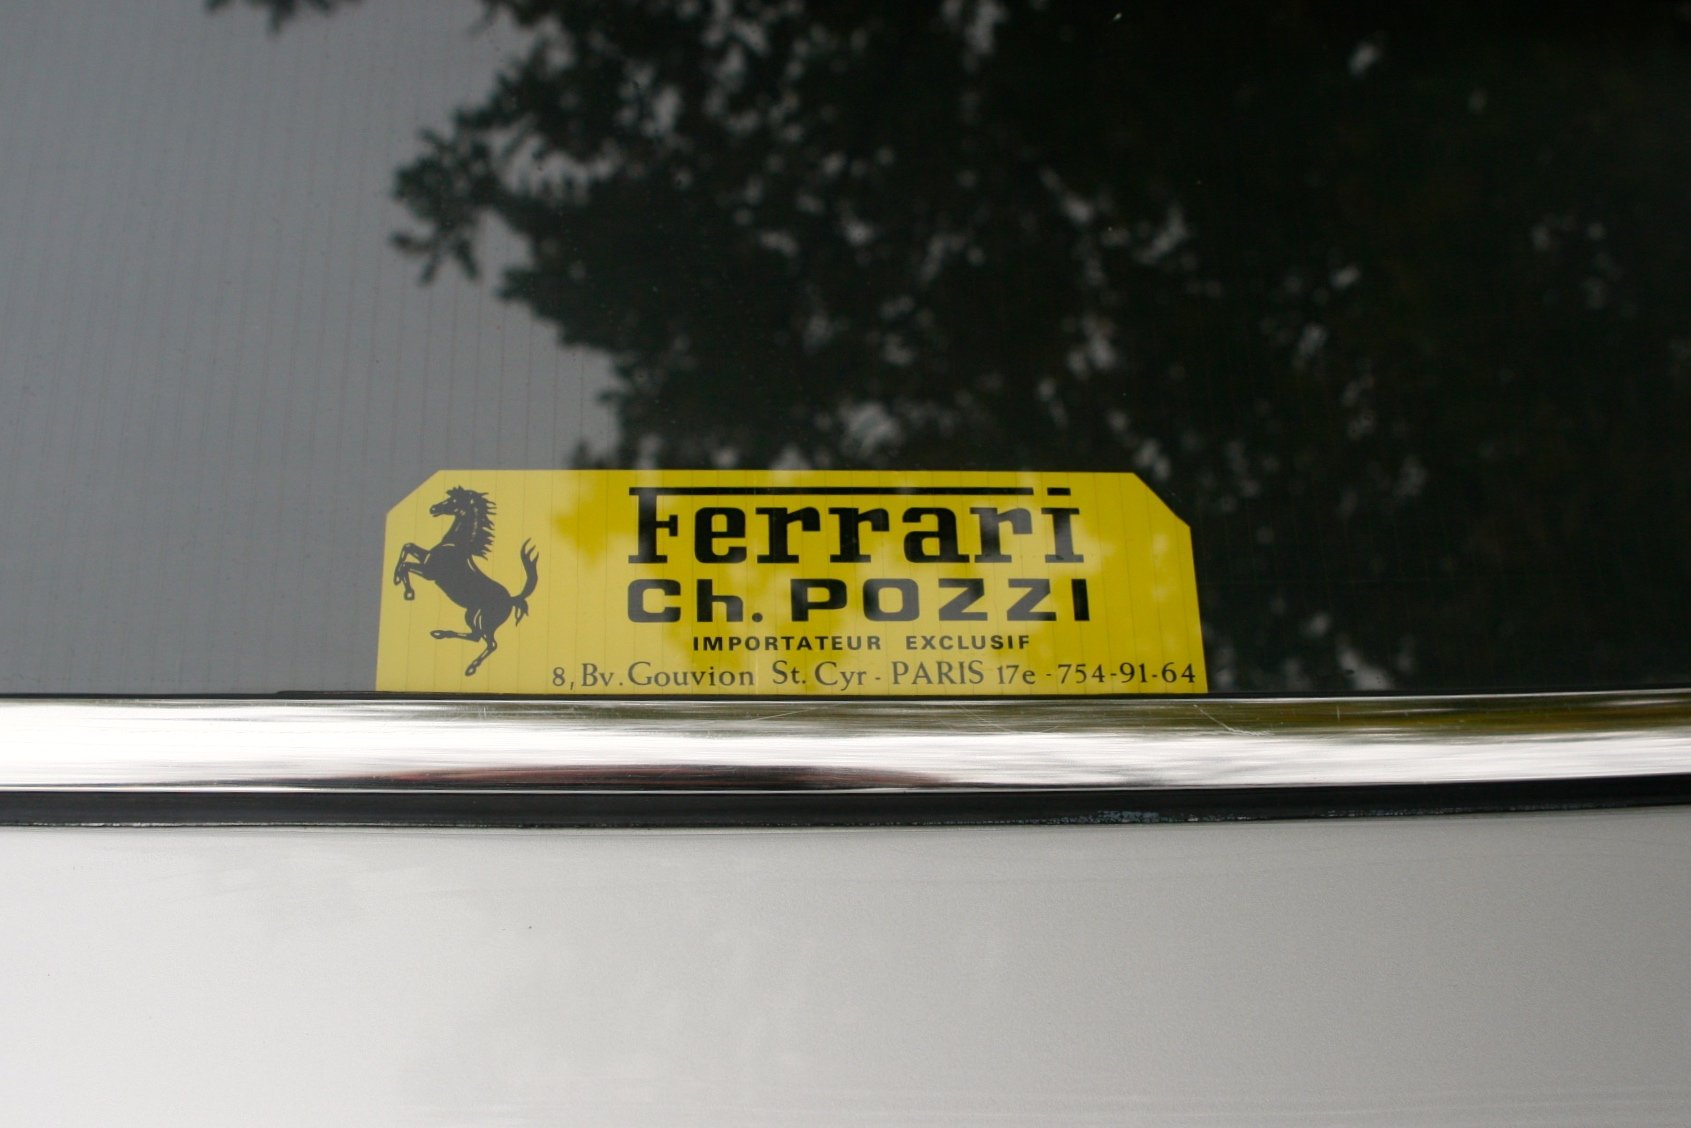 Ferrari
Ch. POZZI
IMPORTATEUR EXCLUSIF
8, Bv. Gouvion St. Cyr - PARIS 17e - 754-91-64